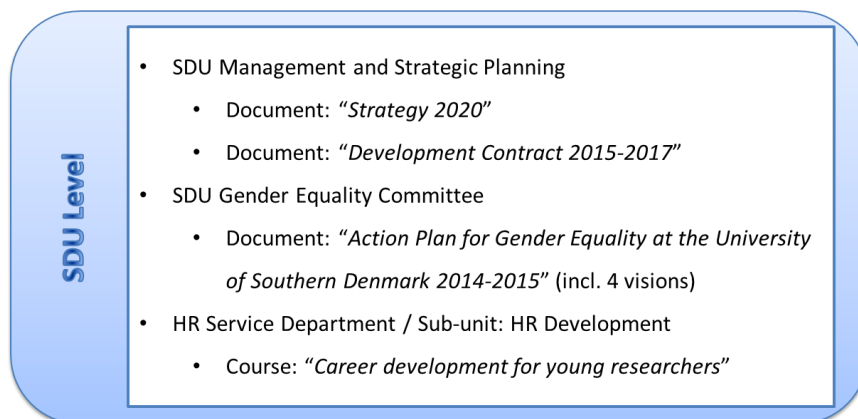 SDU Level
• SDU Management and Strategic Planning
• Document: “Strategy 2020”
• Document: “Development Contract 2015-2017”
• SDU Gender Equality Committee
• Document: “Action Plan for Gender Equality at the University
of Southern Denmark 2014-2015” (incl. 4 visions)
• HR Service Department / Sub-unit: HR Development
• Course: “Career development for young researchers”